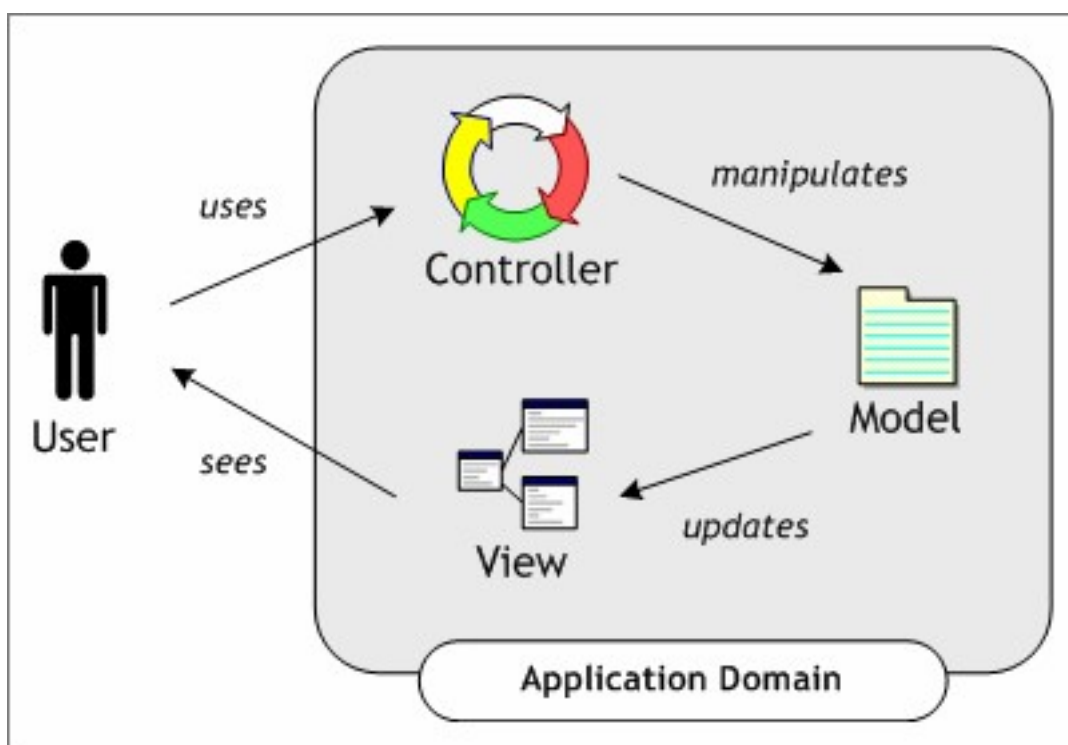 uses
manipulates
Controller
User
Model
sees
updates
View
Application Domain